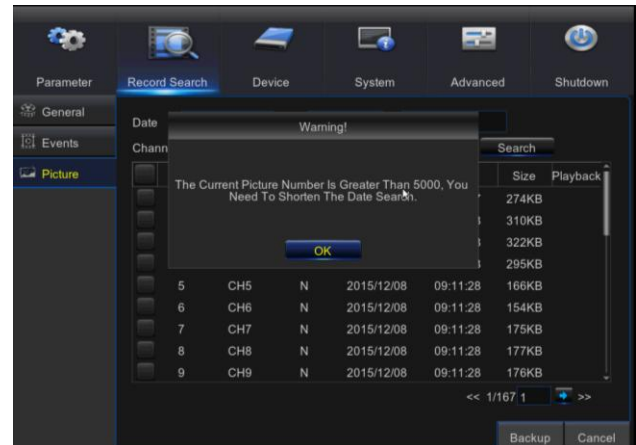 Parameter Record Search Device System Advanced Shutdown
General
Events
Picture
Date
Warning!
Search
Size Playback
The Current Picture Number Is Greater Than 5000, You
Need To Shorten The Date Search.
274KB
310KB
322KB
OK
295KB
5 CH5 N 2015/12/08 09:11:28 166KB
6 CH6 N 2015/12/08 09:11:28 154KB
7 CH7 N 2015/12/08 09:11:28 175KB
8 CH8 N 2015/12/08 09:11:28 177KB
9 CH9 N 2015/12/08 09:11:28 176KB
<< 1/167 1 >>
Backup Cancel